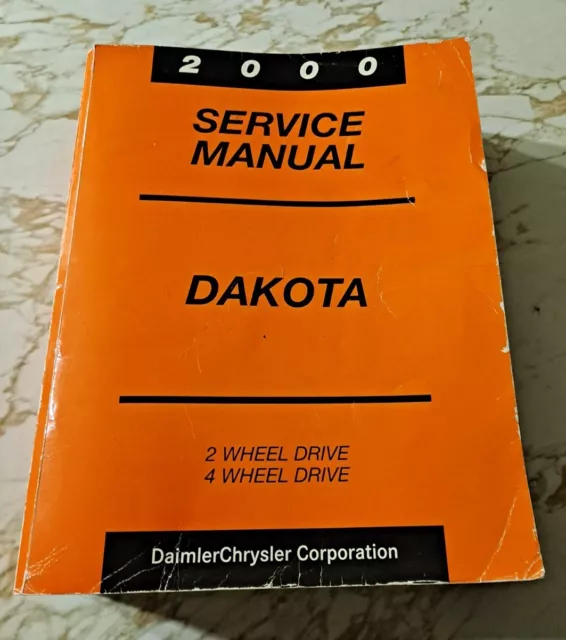 2000
SERVICE
MANUAL
DAKOTA
2 WHEEL DRIVE
4 WHEEL DRIVE
DaimlerChrysler Corporation